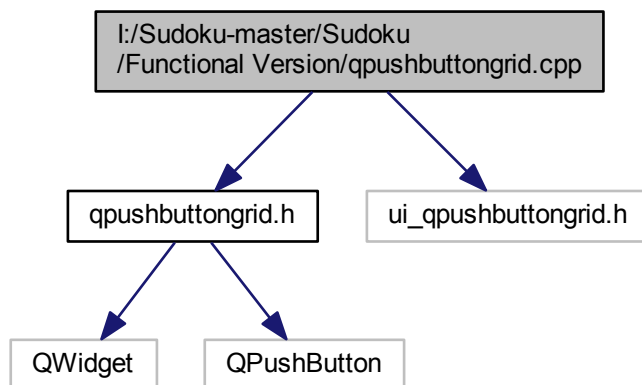 I:/Sudoku-master/Sudoku
/Functional Version/qpushbuttongrid.cpp
qpushbuttongrid.h
ui_qpushbuttongrid.h
QWidget
QPushButton